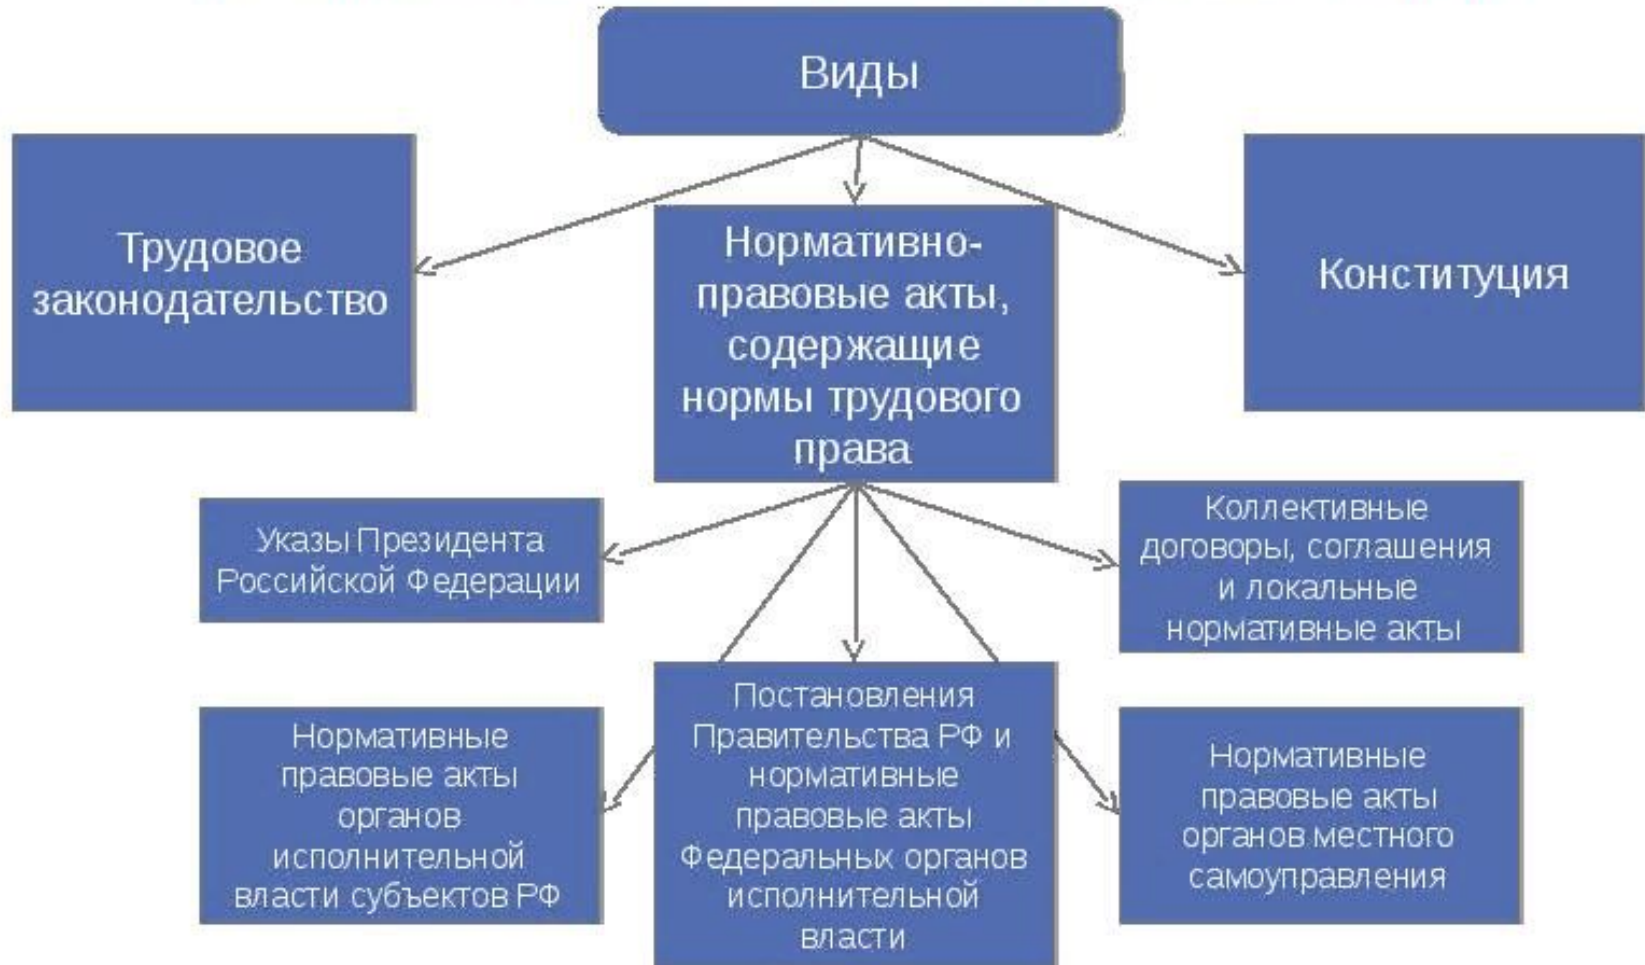 Виды
Трудовое
законодательство
Нормативно-
правовые акты,
содержащие
нормы трудового
права
Конституция
Указы Президента
Российской Федерации
Коллективные
договоры, соглашения
и локальные
нормативные акты
Нормативные
правовые акты
органов
исполнительной
власти субъектов РФ
Постановления
Правительства РФ и
нормативные
правовые акты
Федеральных органов
исполнительной
власти
Нормативные
правовые акты
органов местного
самоуправления